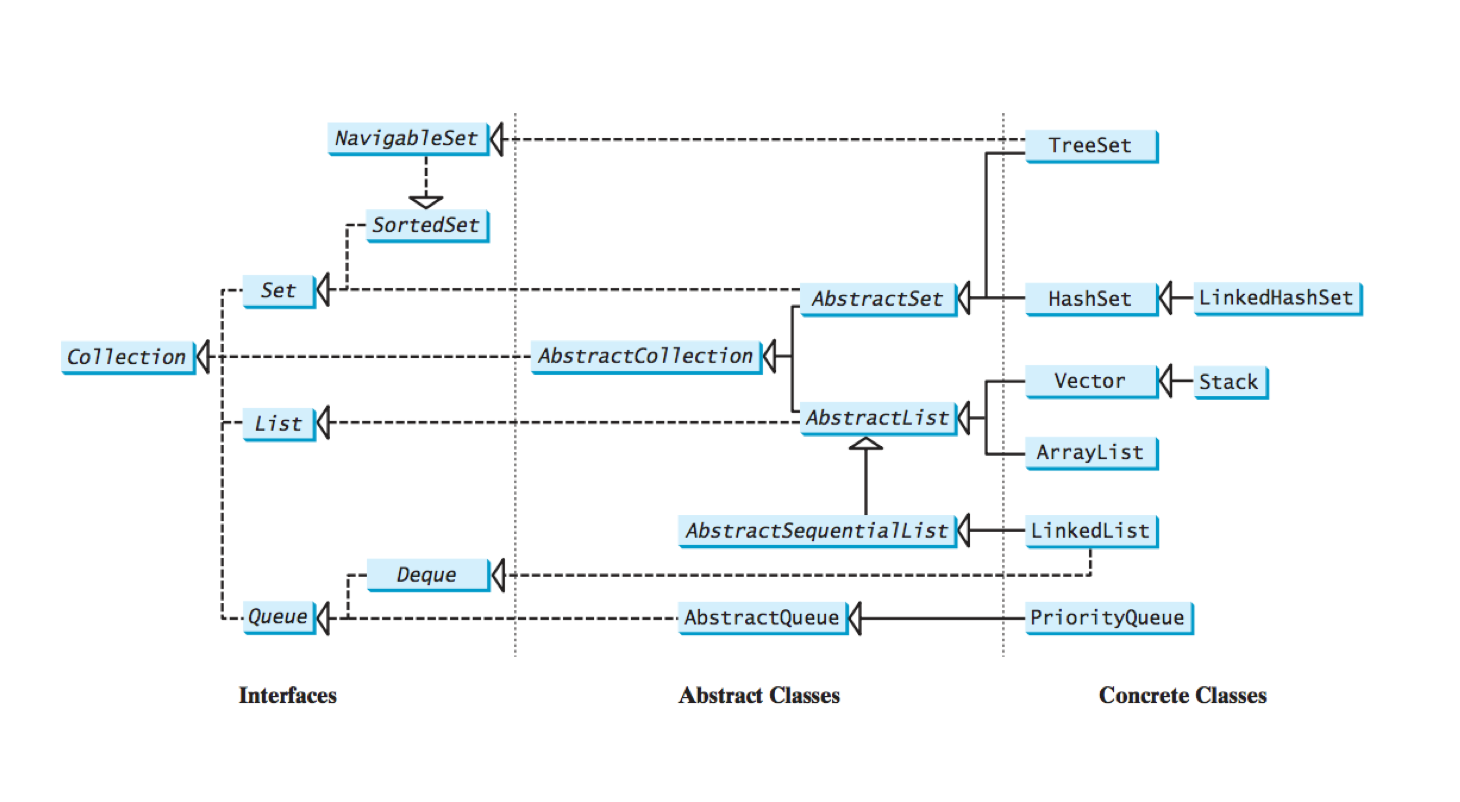 NavigableSet
TreeSet
SortedSet
Set
AbstractSet
HashSet
LinkedHashSet
Collection
AbstractCollection
Vector
Stack
List
AbstractList
ArrayList
AbstractSequentialList
LinkedList
Deque
Queue
AbstractQueue
PriorityQueue
Interfaces
Abstract Classes
Concrete Classes